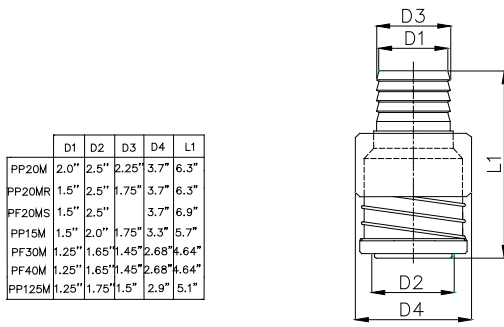 D3
D1
L1
D2
D4
D1 D2 D3 D4 L1
PP20M 2.0" 2.5" 2.25" 3.7" 6.3"
PP20MR 1.5" 2.5" 1.75" 3.7" 6.3"
PF20MS 1.5" 2.5" 3.7" 6.9"
PP15M 1.5" 2.0" 1.75" 3.3" 5.7"
PF30M 1.25" 1.65" 1.45" 2.68" 4.64"
PF40M 1.25" 1.65" 1.45" 2.68" 4.64"
PP125M 1.25" 1.75" 1.5" 2.9" 5.1"